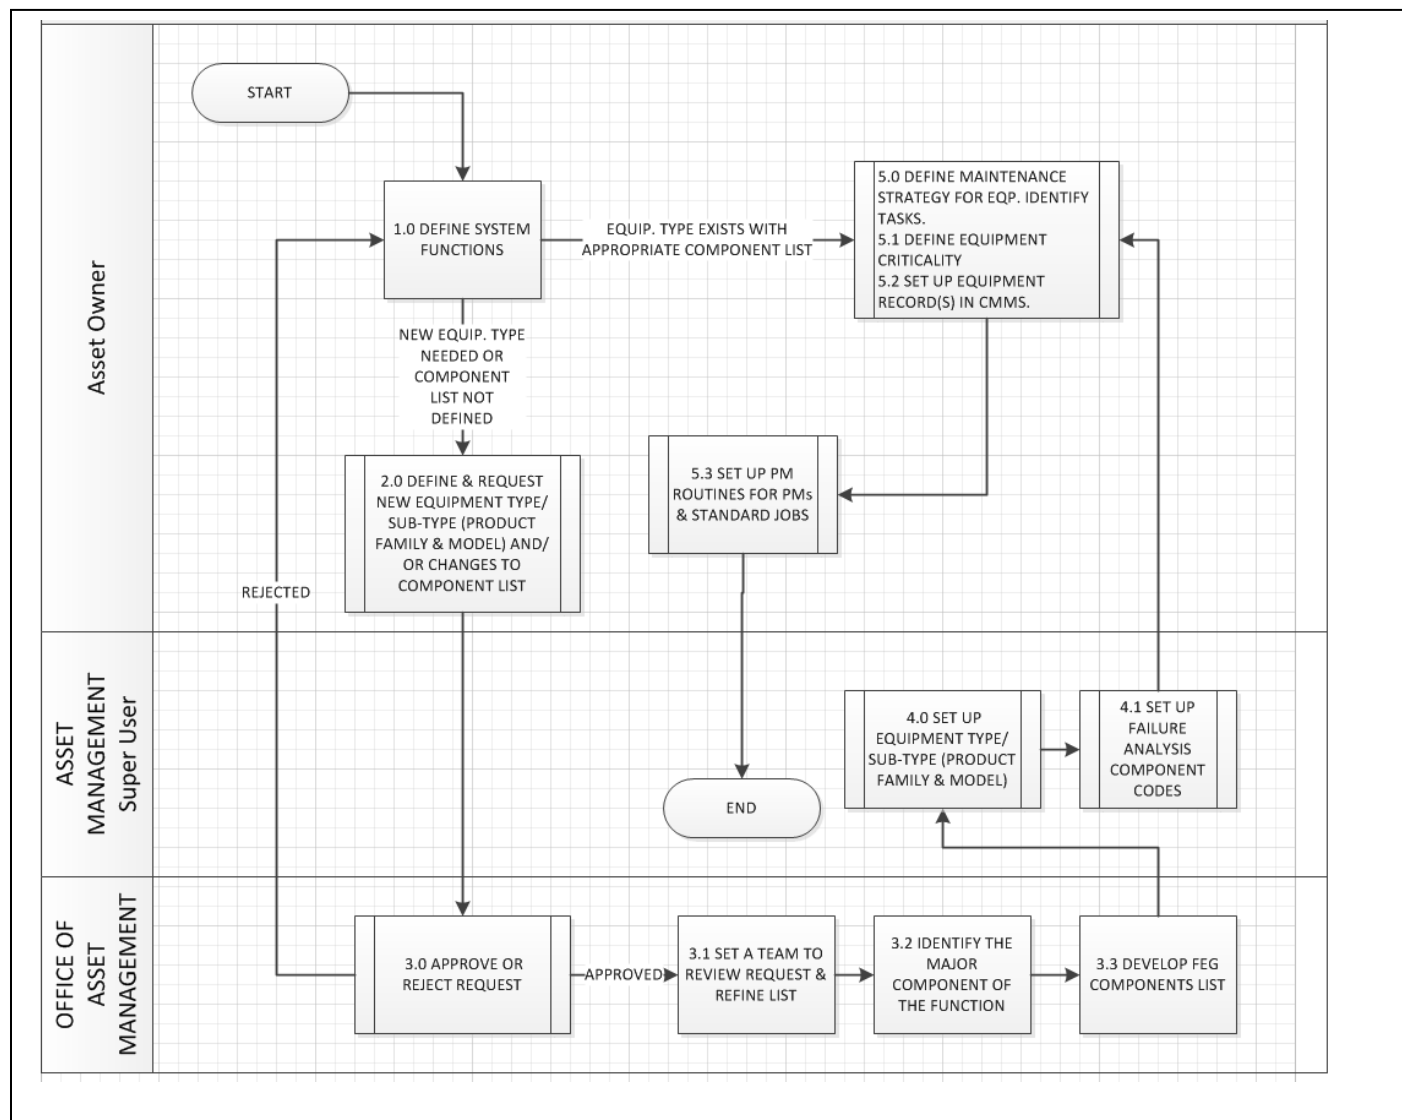 START
Asset Owner
1.0 DEFINE SYSTEM
FUNCTIONS
EQUIP. TYPE EXISTS WITH
APPROPRIATE COMPONENT LIST
5.0 DEFINE MAINTENANCE
STRATEGY FOR EQP. IDENTIFY
TASKS.
5.1 DEFINE EQUIPMENT
CRITICALITY
5.2 SET UP EQUIPMENT
RECORD(S) IN CMMS.
NEW EQUIP. TYPE
NEEDED OR
COMPONENT
LIST NOT
DEFINED
2.0 DEFINE & REQUEST
NEW EQUIPMENT TYPE/
SUB-TYPE (PRODUCT
FAMILY & MODEL) AND/
OR CHANGES TO
COMPONENT LIST
5.3 SET UP PM
ROUTINES FOR PMs
& STANDARD JOBS
REJECTED
ASSET
MANAGEMENT
Super User
END
4.0 SET UP
EQUIPMENT TYPE/
SUB-TYPE (PRODUCT
FAMILY & MODEL)
4.1 SET UP
FAILURE
ANALYSIS
COMPONENT
CODES
OFFICE OF
ASSET
MANAGEMENT
3.0 APPROVE OR
REJECT REQUEST
APPROVED
3.1 SET A TEAM TO
REVIEW REQUEST &
REFINE LIST
3.2 IDENTIFY THE
MAJOR
COMPONENT OF
THE FUNCTION
3.3 DEVELOP FEG
COMPONENTS LIST